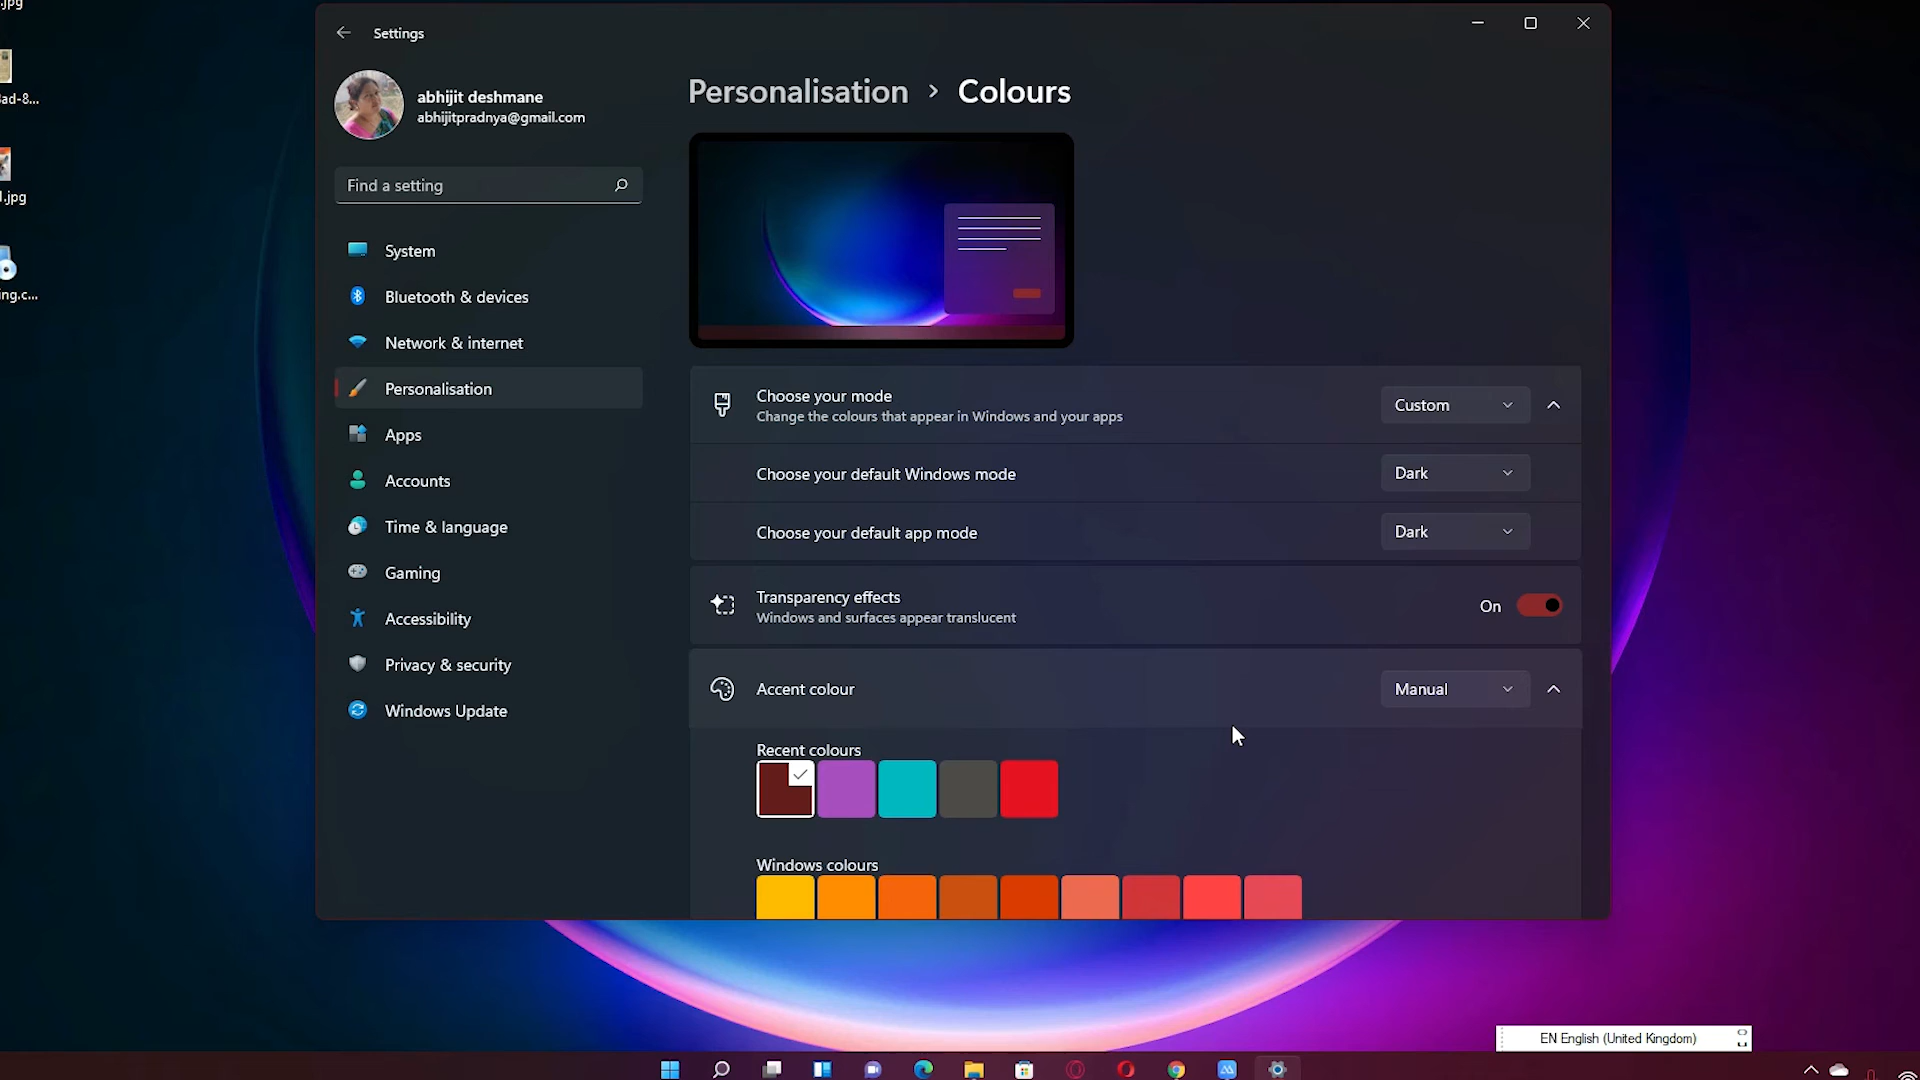 .jpg
ad-8...
l.jpg
ing.c...
Settings
abhijit deshmane
abhijitpradnya@gmail.com
Find a setting
System
Bluetooth & devices
Network & internet
Personalisation
Apps
Accounts
Time & language
Gaming
Accessibility
Privacy & security
Windows Update
Personalisation > Colours
Choose your mode
Change the colours that appear in Windows and your apps
Custom
Choose your default Windows mode
Dark
Choose your default app mode
Dark
Transparency effects
Windows and surfaces appear translucent
On
Accent colour
Manual
Recent colours
Windows colours
EN English (United Kingdom)